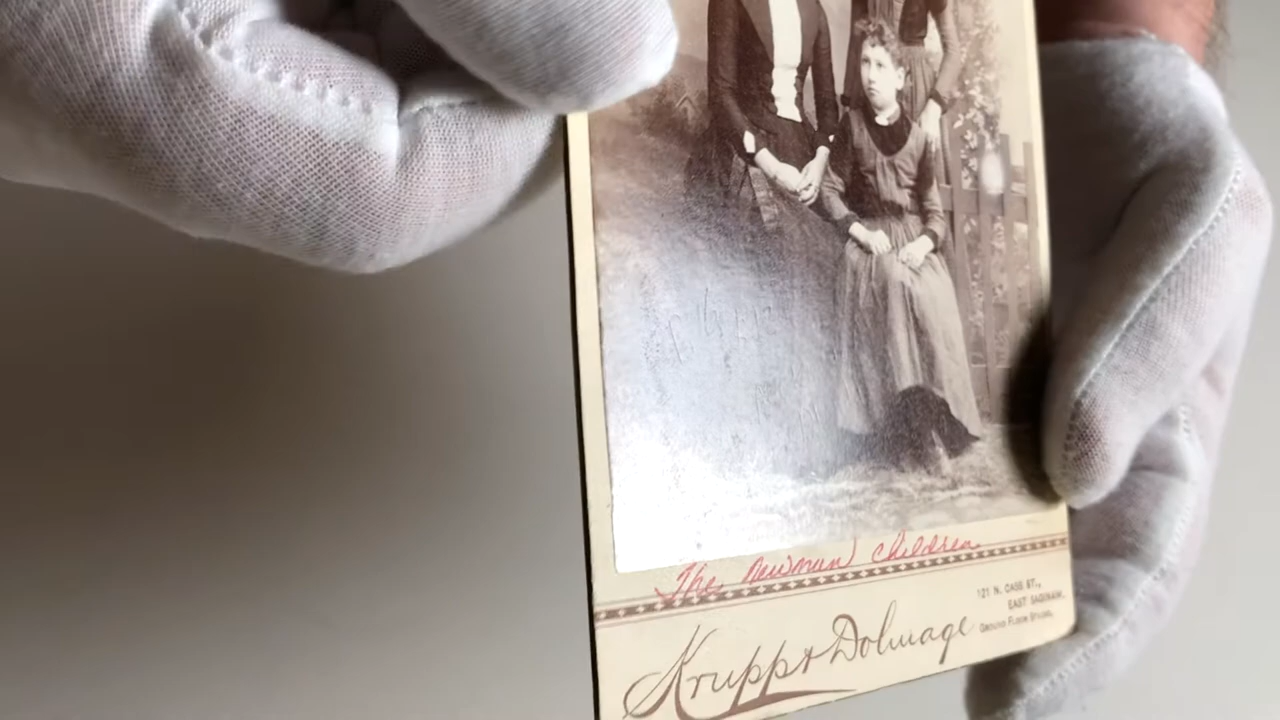 The Newman children
121 N. CASS ST.,
EAST SAGINAW.
GROUND FLOOR STUDIO.
Krupp & Dolmage